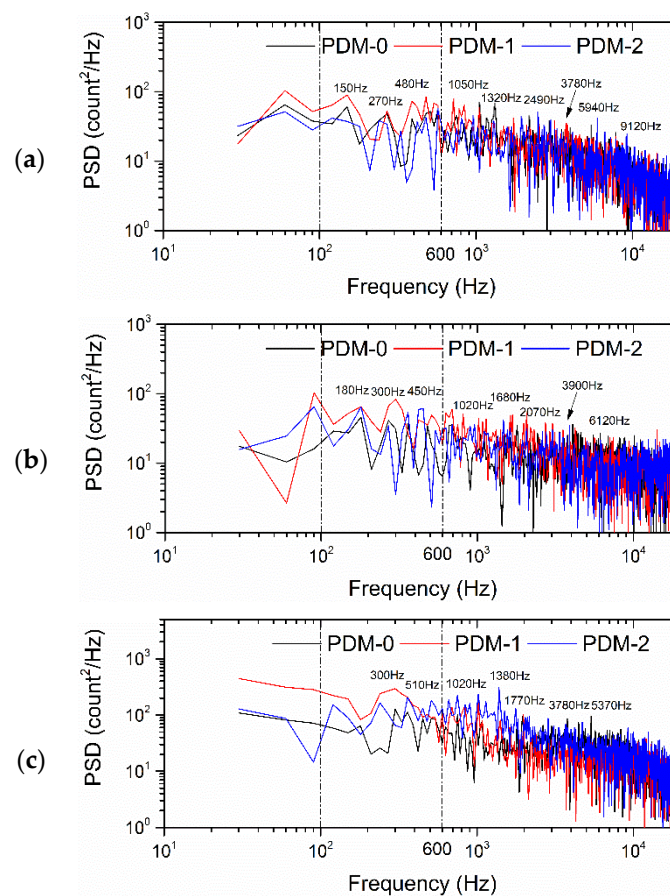 (a)
PSD (count²/Hz)
10³
10²
10¹
10⁰
PDM-0 PDM-1 PDM-2
150Hz
270Hz
480Hz
1050Hz
1320Hz
2490Hz
3780Hz
5940Hz
9120Hz
10¹ 10² 600 10³ 10⁴
Frequency (Hz)
(b)
PSD (count²/Hz)
10³
10²
10¹
10⁰
PDM-0 PDM-1 PDM-2
180Hz
300Hz
450Hz
1020Hz
1680Hz
2070Hz
3900Hz
6120Hz
10¹ 10² 600 10³ 10⁴
Frequency (Hz)
(c)
PSD (count²/Hz)
10³
10²
10¹
10⁰
PDM-0 PDM-1 PDM-2
300Hz
510Hz
1020Hz
1380Hz
1770Hz
3780Hz
5370Hz
10¹ 10² 600 10³ 10⁴
Frequency (Hz)